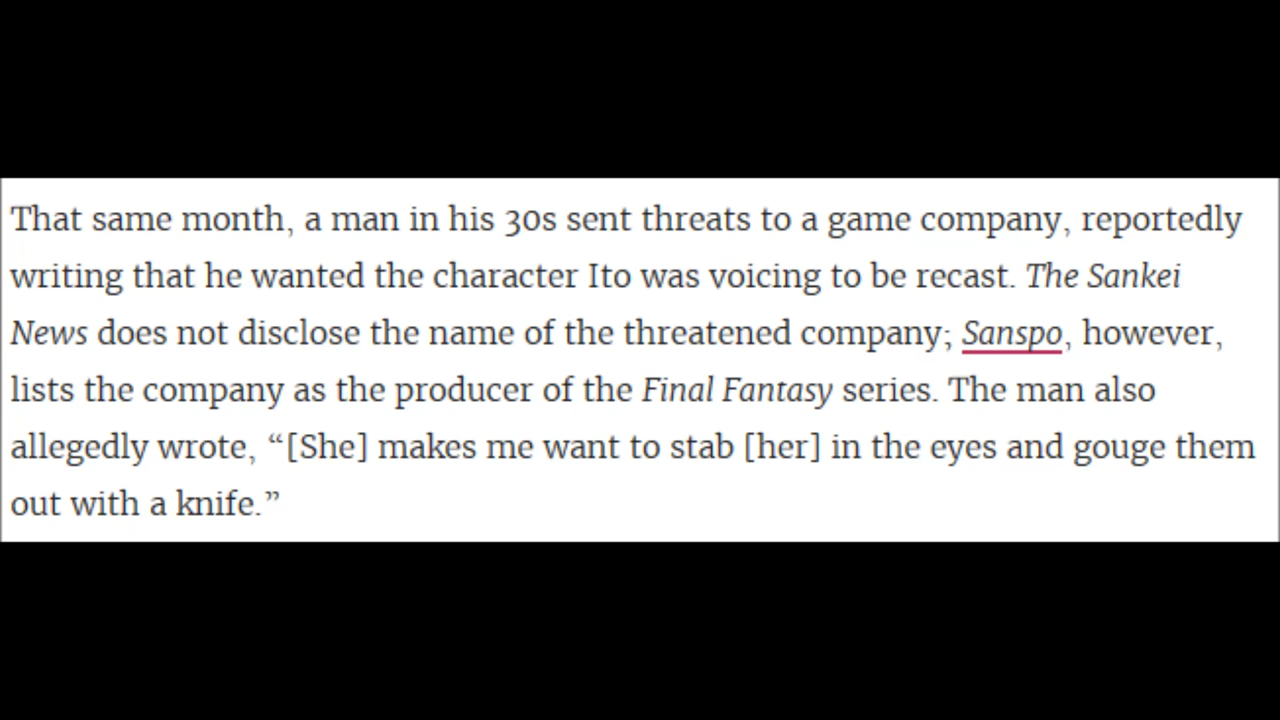 That same month, a man in his 30s sent threats to a game company, reportedly
writing that he wanted the character Ito was voicing to be recast. The Sankei
News does not disclose the name of the threatened company; Sanspo, however,
lists the company as the producer of the Final Fantasy series. The man also
allegedly wrote, “[She] makes me want to stab [her] in the eyes and gouge them
out with a knife.”